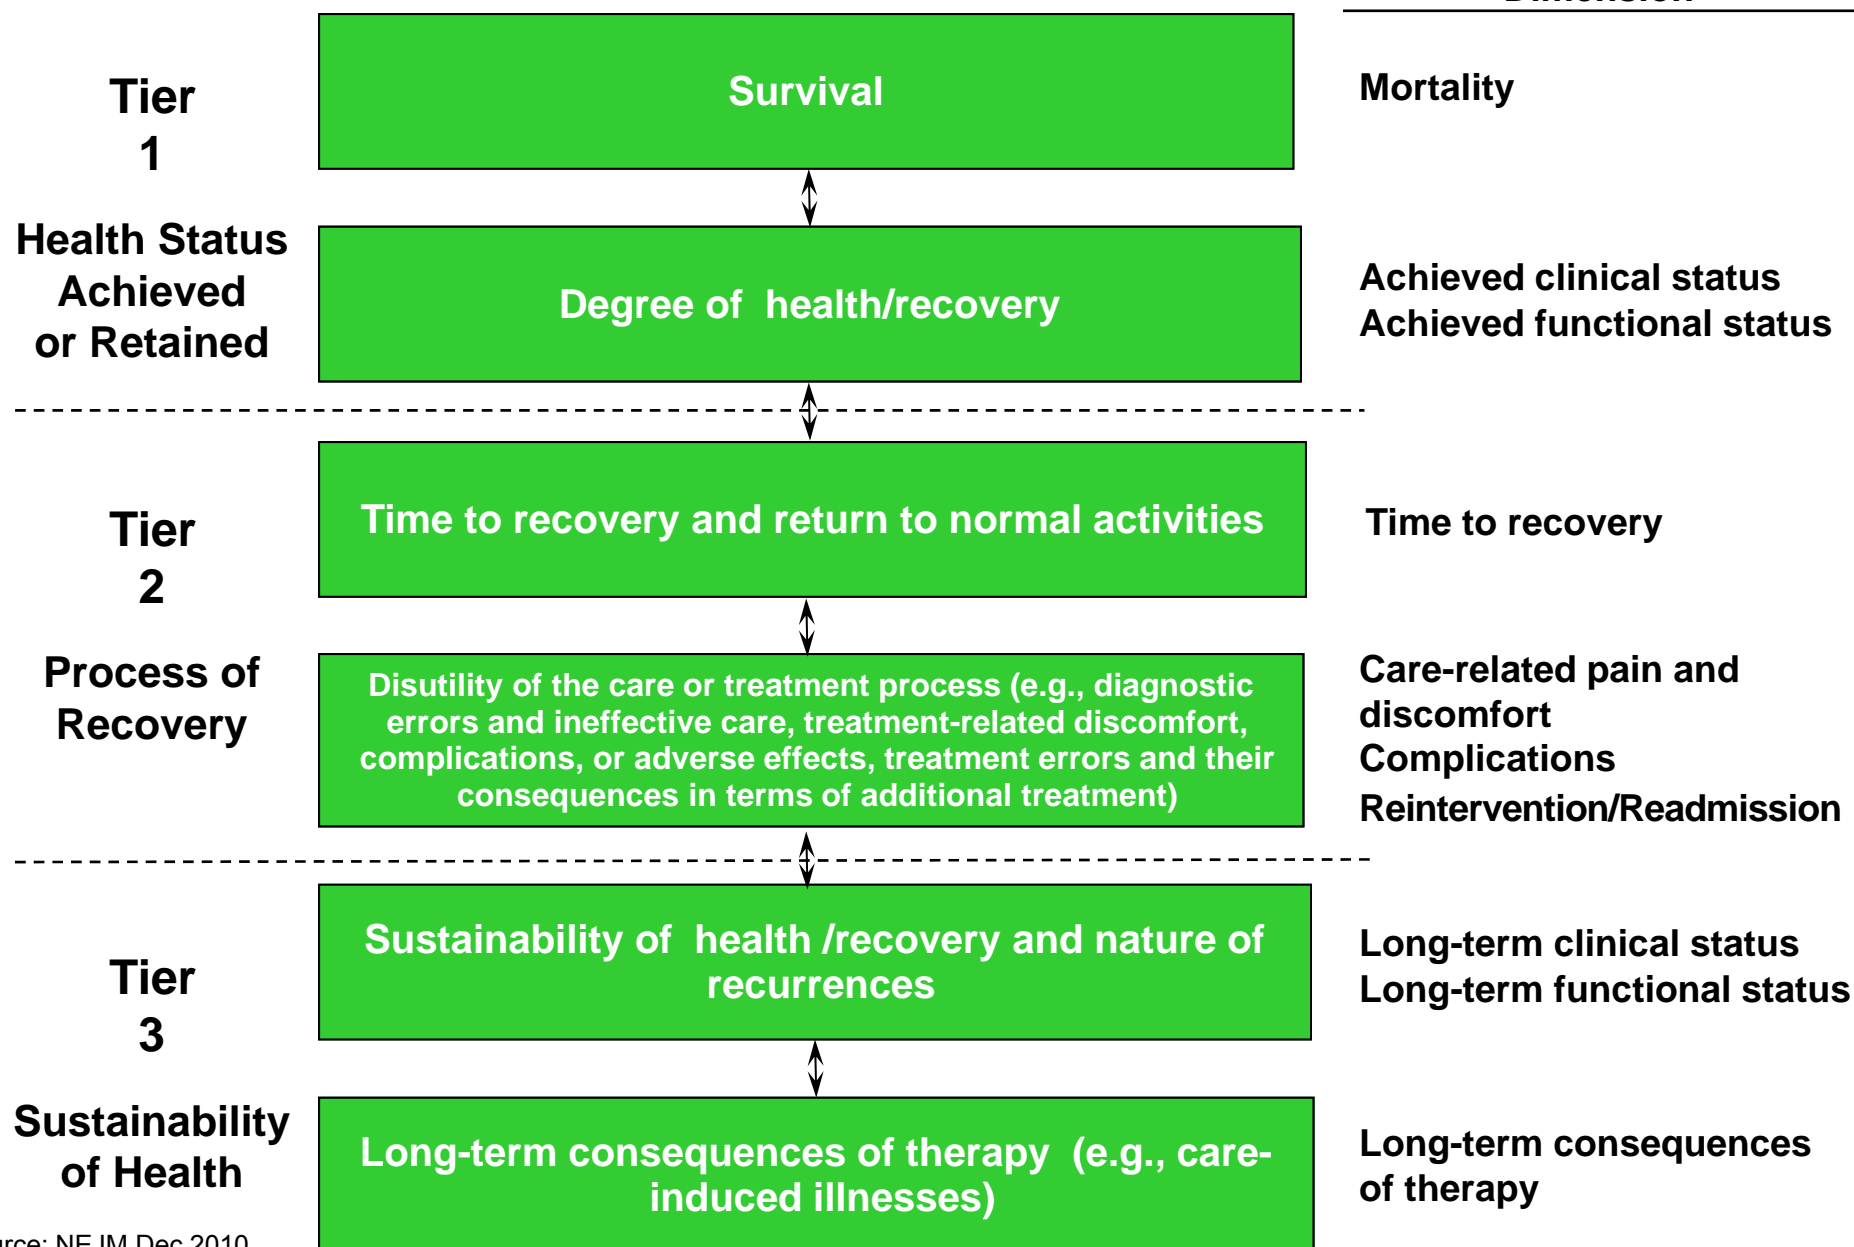 Dimension
Tier
1
Survival
Mortality
Health Status
Achieved
or Retained
Degree of health/recovery
Achieved clinical status
Achieved functional status
Tier
2
Time to recovery and return to normal activities
Time to recovery
Process of
Recovery
Disutility of the care or treatment process (e.g., diagnostic
errors and ineffective care, treatment-related discomfort,
complications, or adverse effects, treatment errors and their
consequences in terms of additional treatment)
Care-related pain and
discomfort
Complications
Reintervention/Readmission
Tier
3
Sustainability of health /recovery and nature of
recurrences
Long-term clinical status
Long-term functional status
Sustainability
of Health
Long-term consequences of therapy (e.g., care-
induced illnesses)
Long-term consequences
of therapy
urce: NEJM Dec 2010